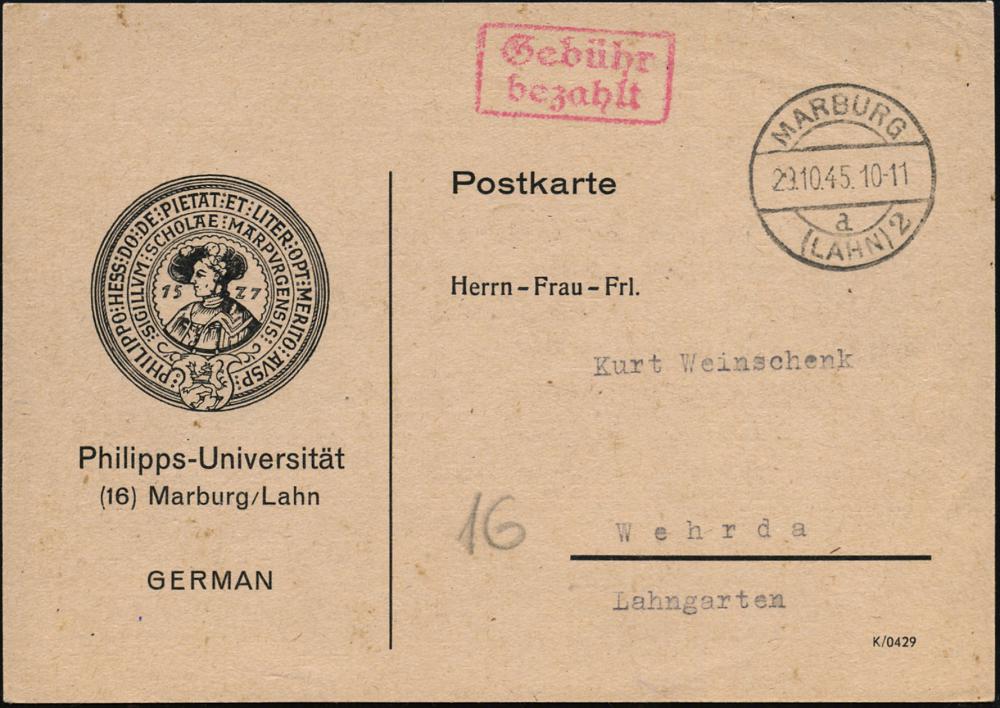 Gebühr
bezahlt
MARBURG
29.10.45. 10-11
a
(LAHN) 2
PHILIPPO:HESS:DO:DE:PIETAT:ET:LITER:OPT:MERITO:AVSP:
SIGILLVM:SCHOLAE:MARPVRGENSIS:
15 27
Philipps-Universität
(16) Marburg/Lahn
GERMAN
Postkarte
Herrn – Frau – Frl.
Kurt Weinschenk
16
Wehrda
Lahngarten
K/0429